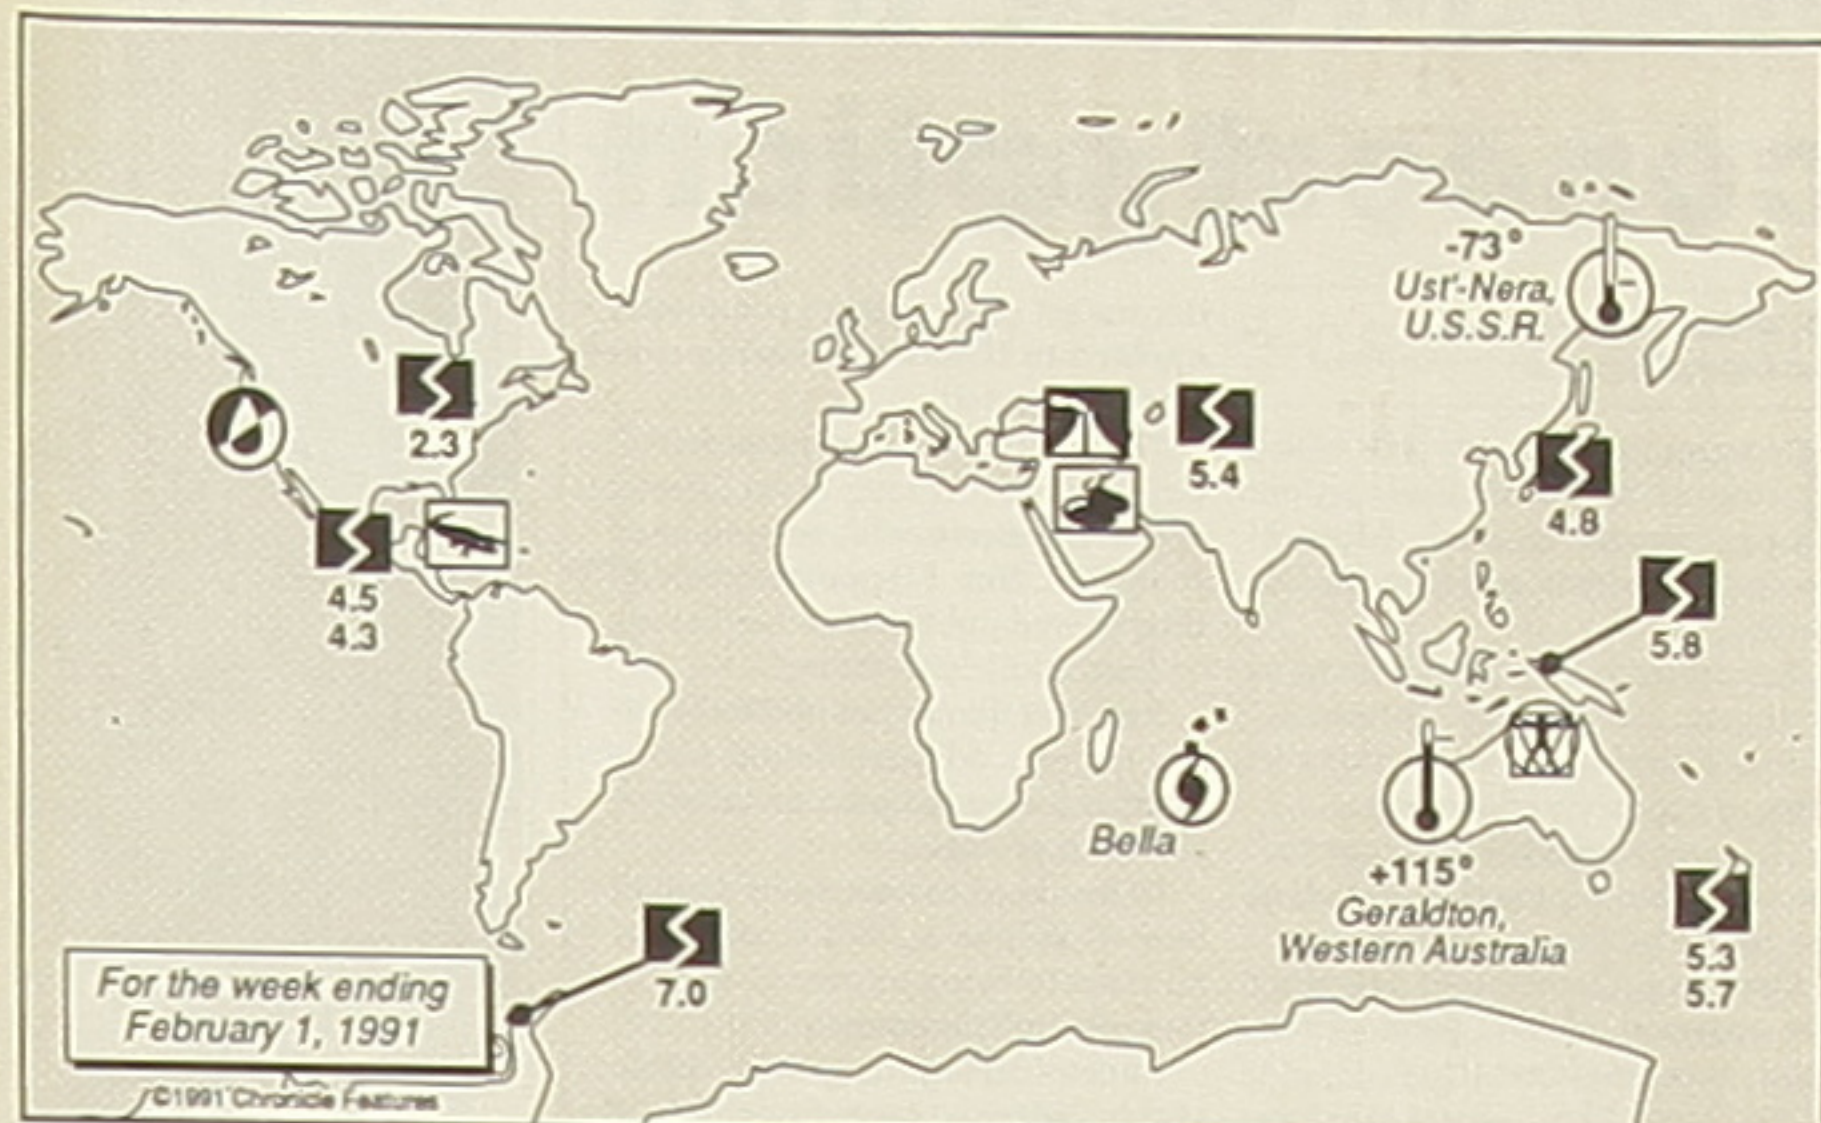 -73°
Ust'-Nera,
U.S.S.R.
2.3
5.4
4.8
4.5
4.3
5.8
Bella
+115°
Geraldton,
Western Australia
5.3
5.7
7.0
For the week ending
February 1, 1991
©1991 Chronicle Features